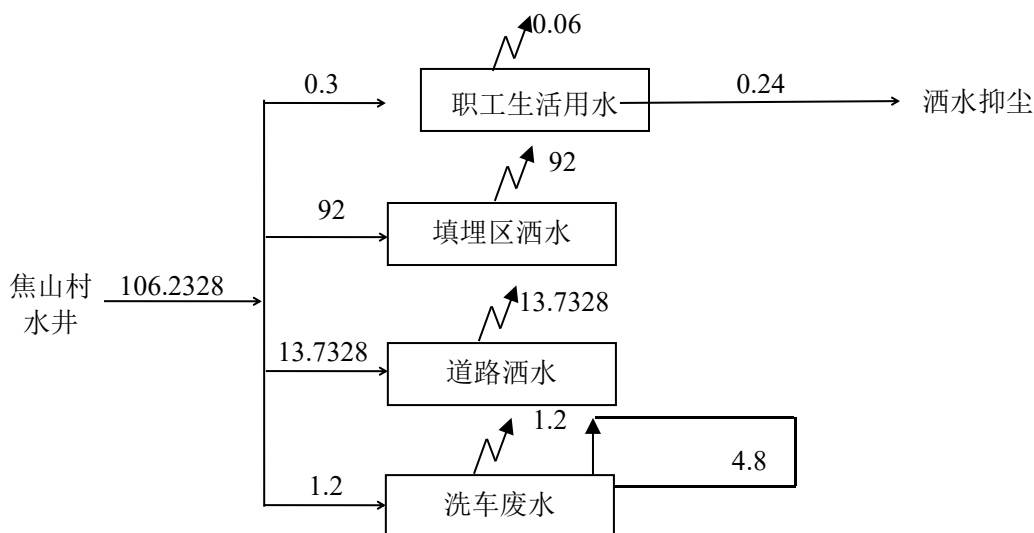 0.06
0.3
职工生活用水
0.24
洒水抑尘
92
92
填埋区洒水
焦山村
水井
106.2328
13.7328
13.7328
道路洒水
1.2
4.8
1.2
洗车废水